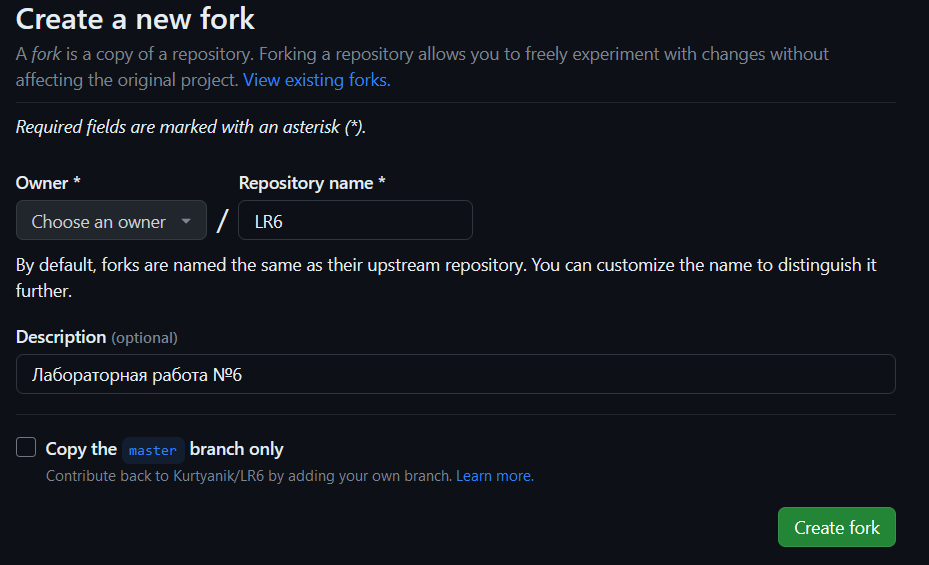 Create a new fork
A fork is a copy of a repository. Forking a repository allows you to freely experiment with changes without
affecting the original project. View existing forks.
Required fields are marked with an asterisk (*).
Owner * Repository name *
Choose an owner / LR6
By default, forks are named the same as their upstream repository. You can customize the name to distinguish it
further.
Description (optional)
Лабораторная работа №6
Copy the master branch only
Contribute back to Kurtyanik/LR6 by adding your own branch. Learn more.
Create fork